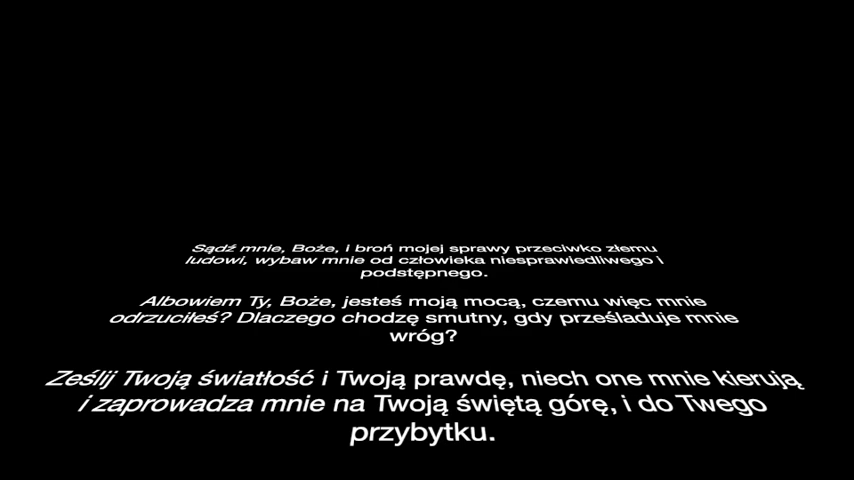 Sądź mnie, Boże, i broń mojej sprawy przeciwko złemu
ludowi, wybaw mnie od człowieka niesprawiedliwego i
podstępnego.
Albowiem Ty, Boże, jesteś moją mocą, czemu więc mnie
odrzuciłeś? Dlaczego chodzę smutny, gdy prześladuje mnie
wróg?
Ześlij Twoją światłość i Twoją prawdę, niech one mnie kierują
i zaprowadza mnie na Twoją świętą górę, i do Twego
przybytku.